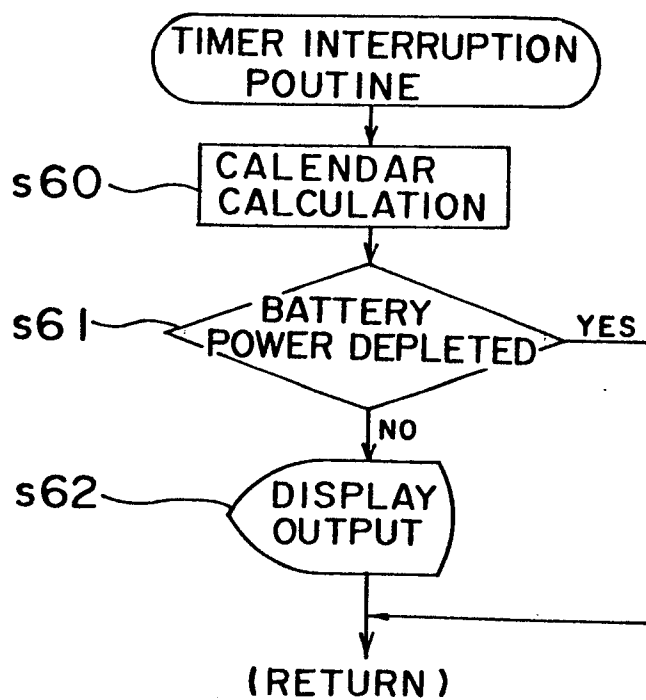 TIMER INTERRUPTION
POUTINE
s60
CALENDAR
CALCULATION
s61
BATTERY
POWER DEPLETED
YES
NO
s62
DISPLAY
OUTPUT
(RETURN)